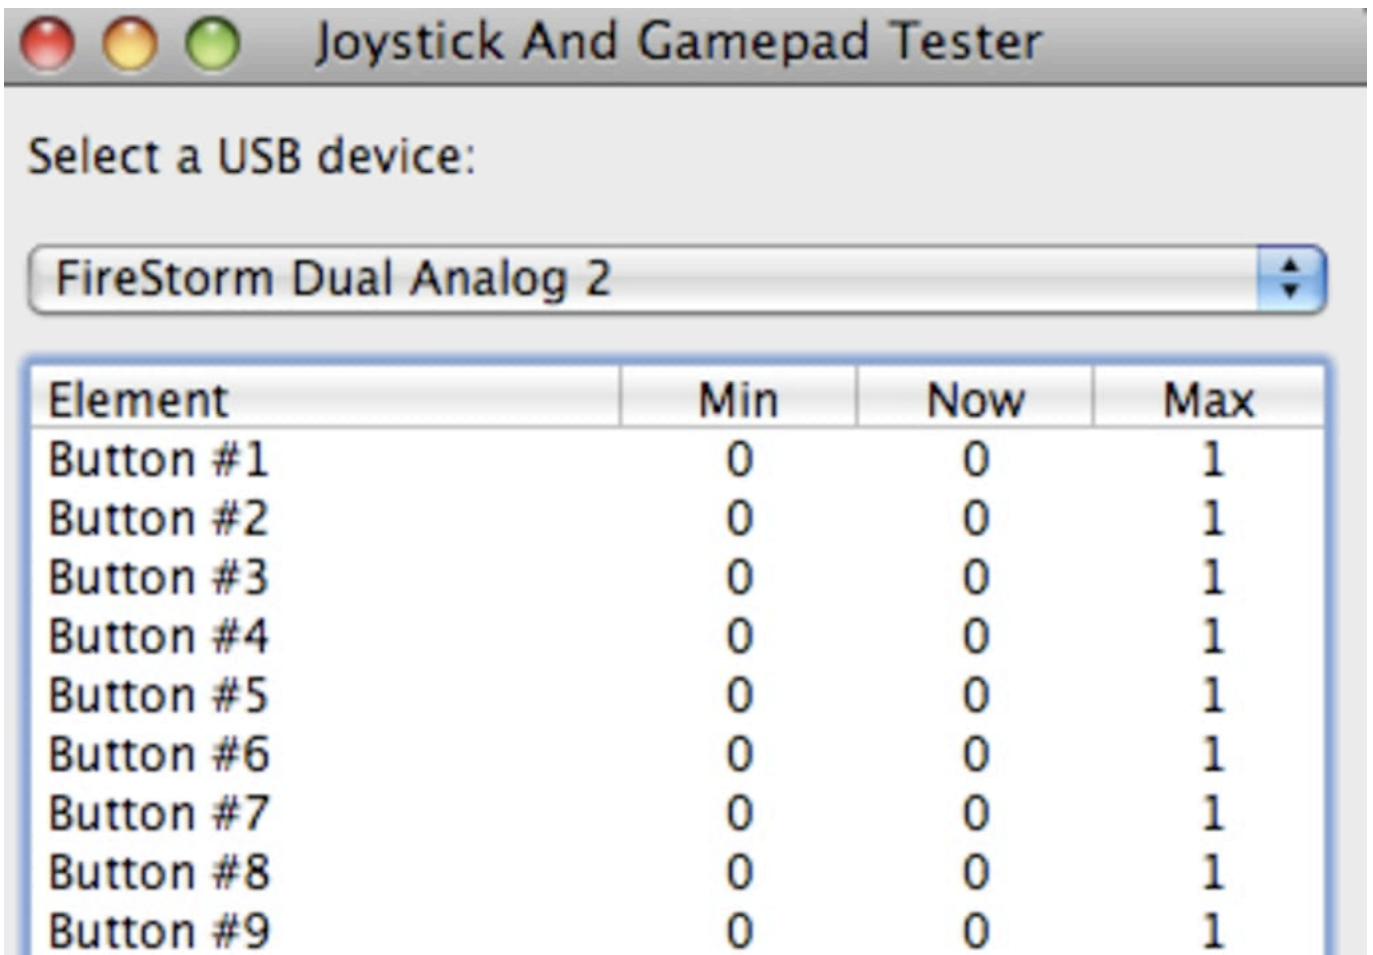 Joystick And Gamepad Tester
Select a USB device:
FireStorm Dual Analog 2
Element Min Now Max
Button #1 0 0 1
Button #2 0 0 1
Button #3 0 0 1
Button #4 0 0 1
Button #5 0 0 1
Button #6 0 0 1
Button #7 0 0 1
Button #8 0 0 1
Button #9 0 0 1